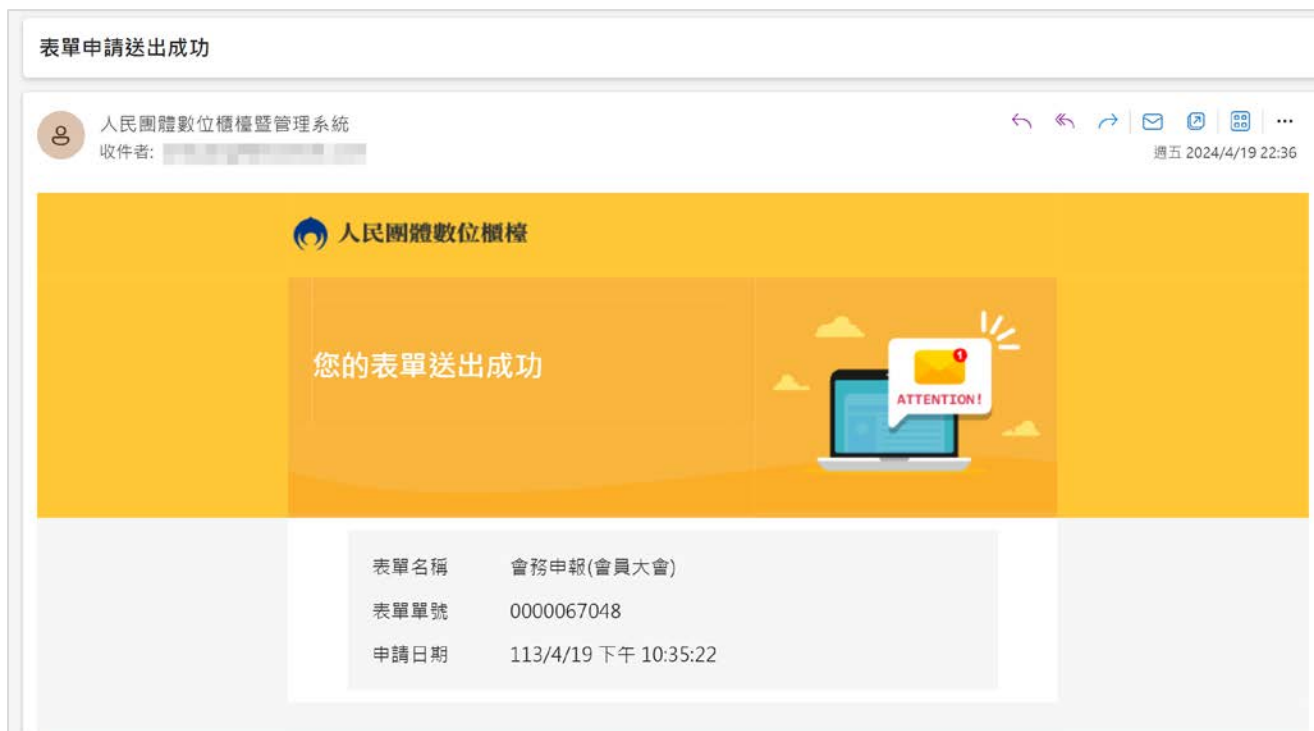 表單申請送出成功
人民團體數位櫃檯暨管理系統
收件者:
週五 2024/4/19 22:36
人民團體數位櫃檯
您的表單送出成功
1
ATTENTION!
表單名稱 會務申報(會員大會)
表單單號 0000067048
申請日期 113/4/19 下午 10:35:22